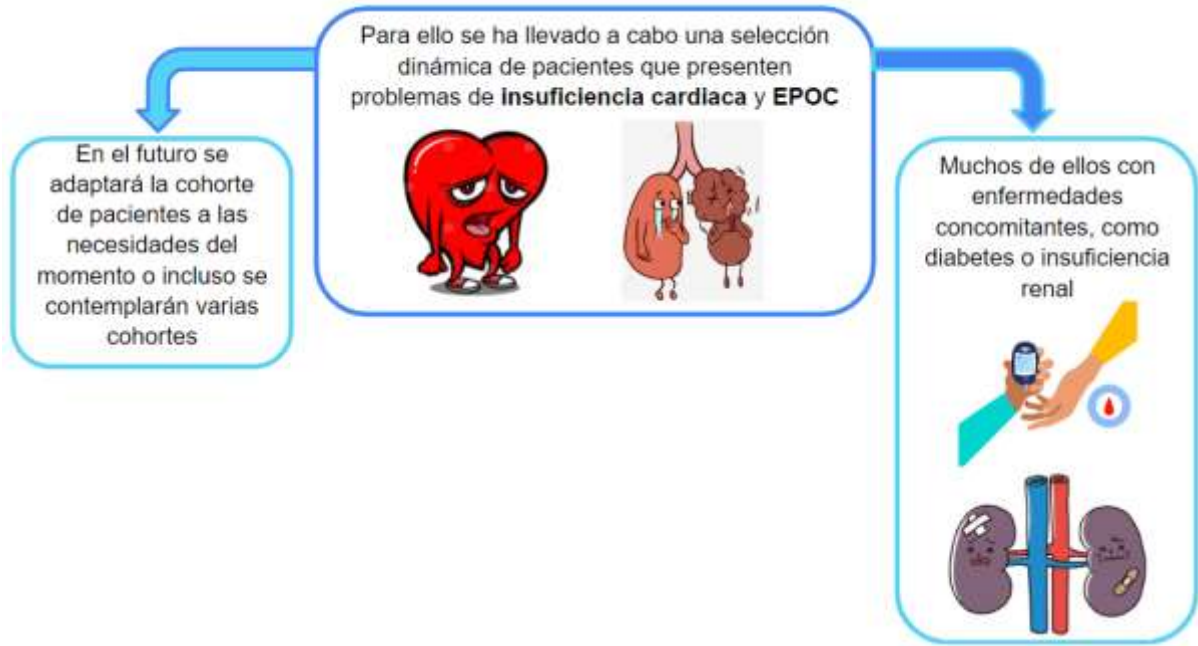 Para ello se ha llevado a cabo una selección
dinámica de pacientes que presenten
problemas de insuficiencia cardiaca y EPOC
En el futuro se
adaptará la cohorte
de pacientes a las
necesidades del
momento o incluso se
contemplarán varias
cohortes
Muchos de ellos con
enfermedades
concomitantes, como
diabetes o insuficiencia
renal